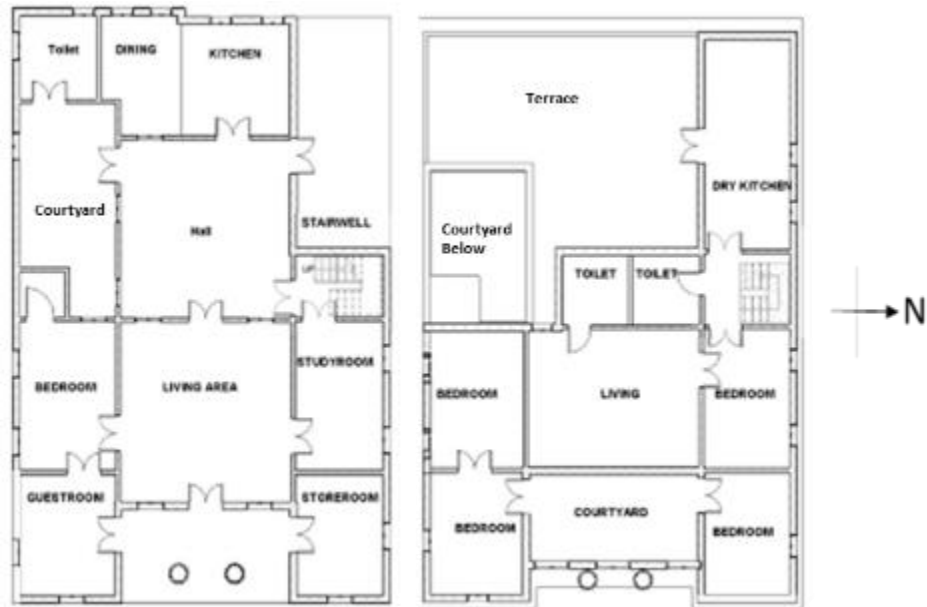 Toilet
DINING
KITCHEN
Courtyard
Hall
STAIRWELL
UP
BEDROOM
LIVING AREA
STUDYROOM
GUESTROOM
STOREROOM
Terrace
DRY KITCHEN
Courtyard
Below
TOILET
TOILET
BEDROOM
LIVING
BEDROOM
BEDROOM
COURTYARD
BEDROOM
N